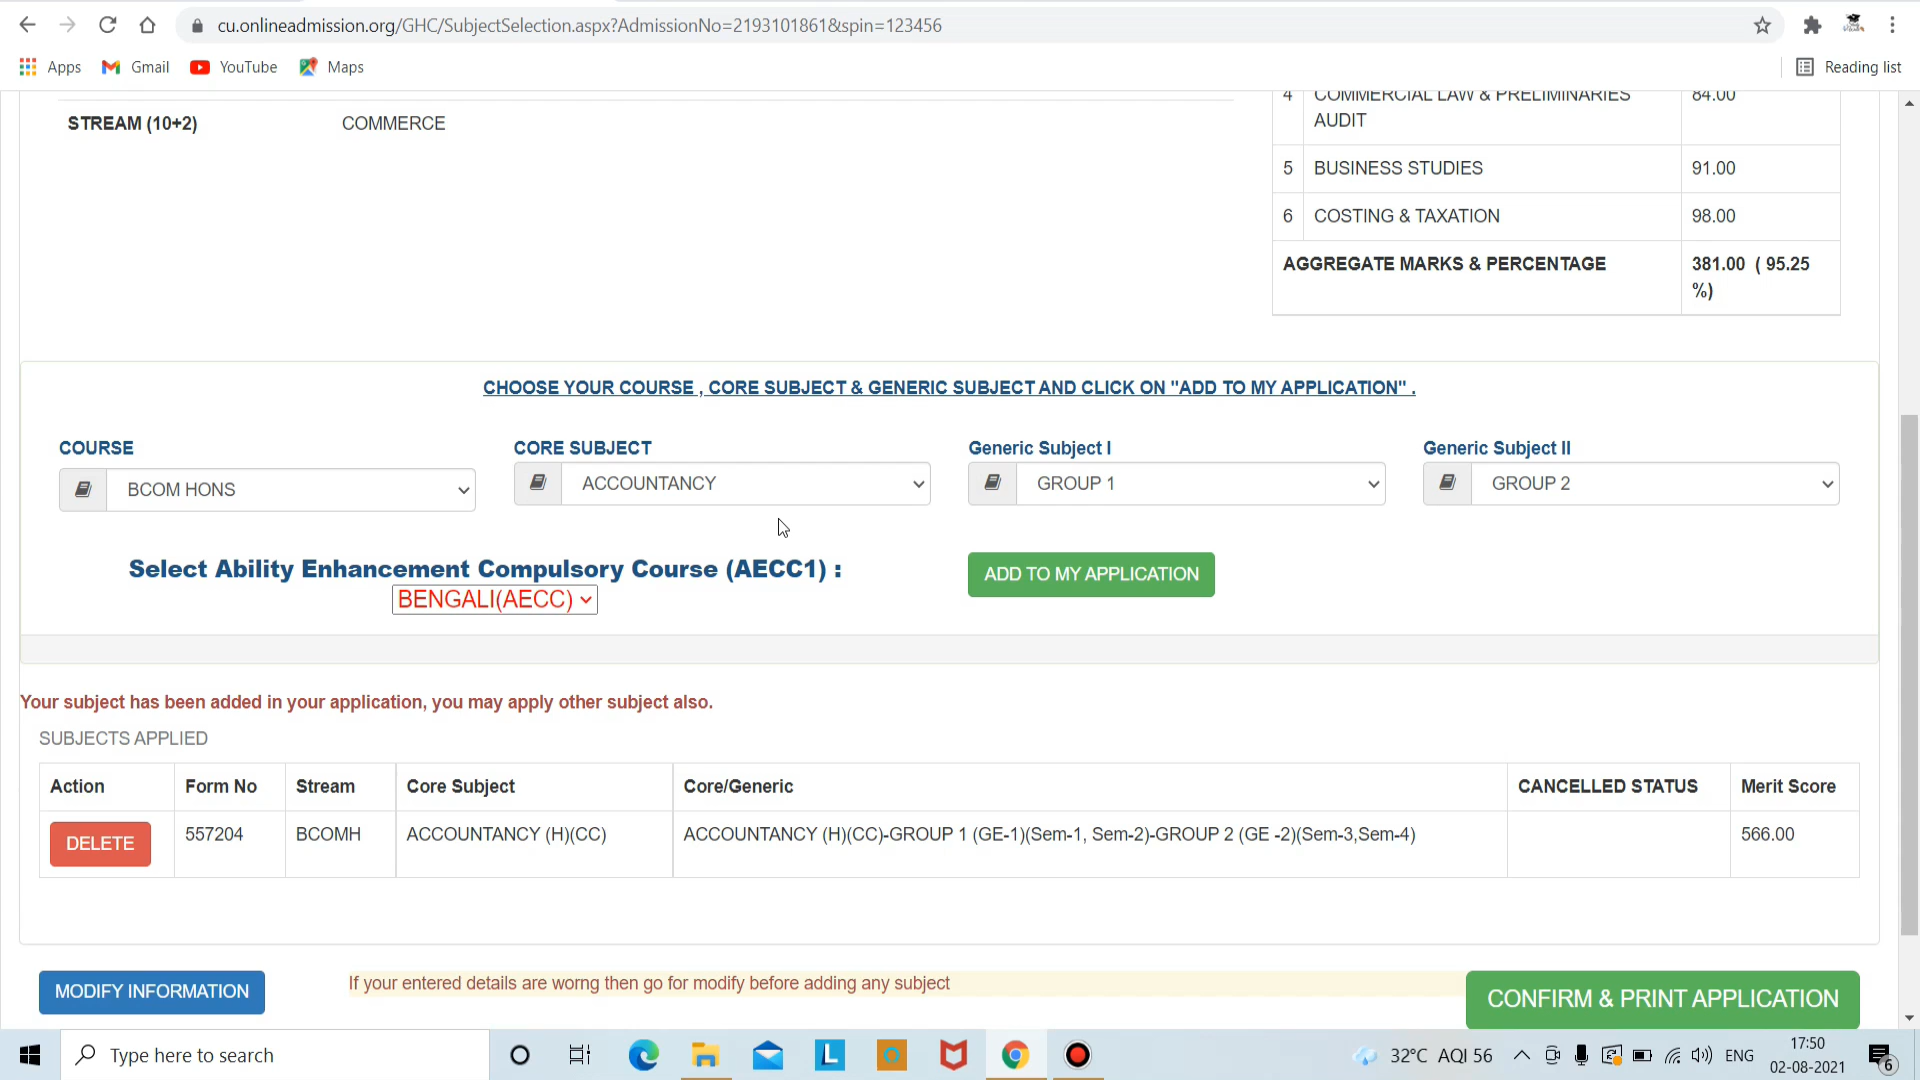 cu.onlineadmission.org/GHC/SubjectSelection.aspx?AdmissionNo=2193101861&spin=123456
Apps Gmail YouTube Maps Reading list
STREAM (10+2) COMMERCE
4 COMMERCIAL LAW & PRELIMINARIES 84.00
AUDIT
5 BUSINESS STUDIES 91.00
6 COSTING & TAXATION 98.00
AGGREGATE MARKS & PERCENTAGE 381.00 ( 95.25
%)
CHOOSE YOUR COURSE , CORE SUBJECT & GENERIC SUBJECT AND CLICK ON "ADD TO MY APPLICATION" .
COURSE CORE SUBJECT Generic Subject I Generic Subject II
BCOM HONS ACCOUNTANCY GROUP 1 GROUP 2
Select Ability Enhancement Compulsory Course (AECC1) :
BENGALI(AECC)
ADD TO MY APPLICATION
Your subject has been added in your application, you may apply other subject also.
SUBJECTS APPLIED
Action Form No Stream Core Subject Core/Generic CANCELLED STATUS Merit Score
DELETE 557204 BCOMH ACCOUNTANCY (H)(CC) ACCOUNTANCY (H)(CC)-GROUP 1 (GE-1)(Sem-1, Sem-2)-GROUP 2 (GE -2)(Sem-3,Sem-4) 566.00
MODIFY INFORMATION If your entered details are worng then go for modify before adding any subject CONFIRM & PRINT APPLICATION
Type here to search L 32°C AQI 56 ENG 17:50
02-08-2021 6